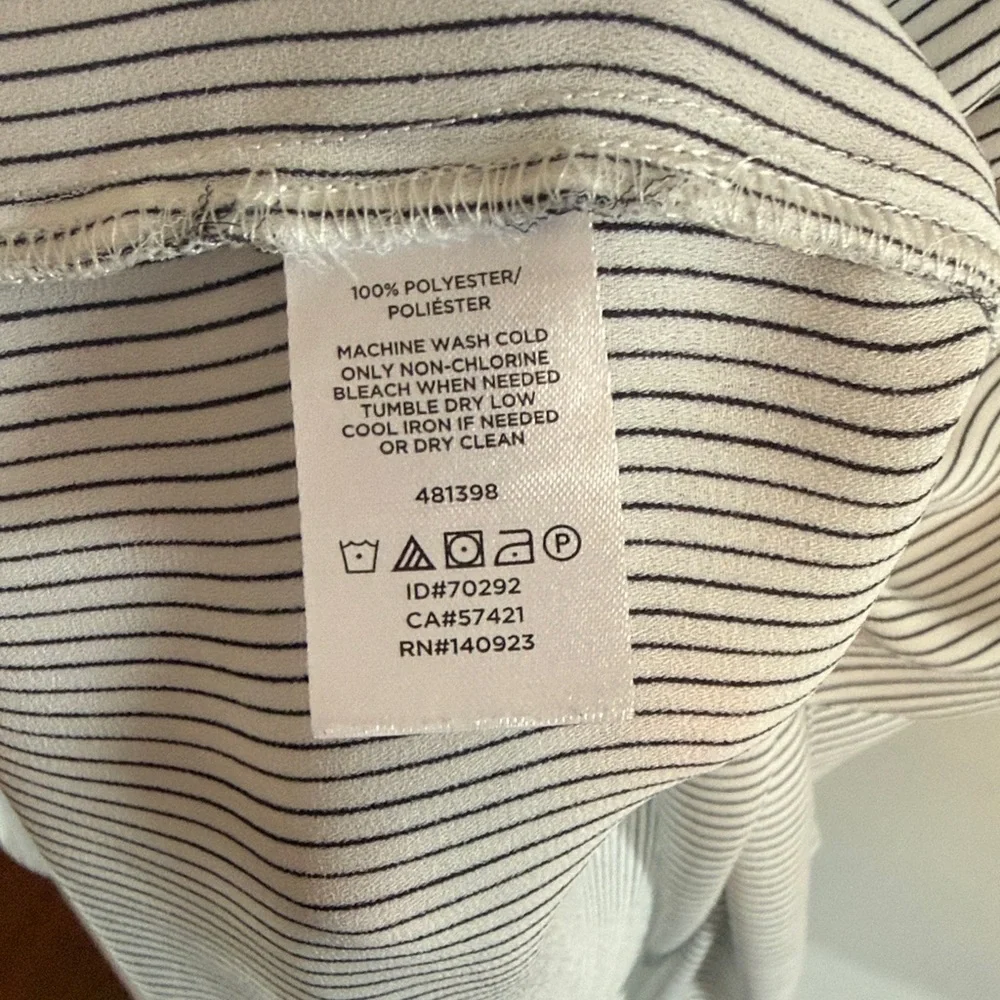 100% POLYESTER/
POLIÉSTER
MACHINE WASH COLD
ONLY NON-CHLORINE
BLEACH WHEN NEEDED
TUMBLE DRY LOW
COOL IRON IF NEEDED
OR DRY CLEAN
481398
P
ID#70292
CA#57421
RN#140923